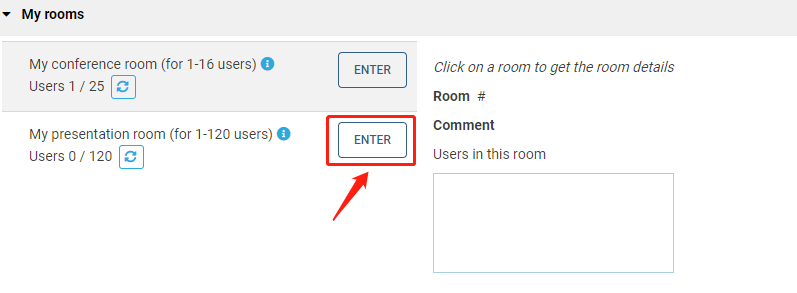 My rooms
My conference room (for 1-16 users)
Users 1 / 25
ENTER
My presentation room (for 1-120 users)
Users 0 / 120
ENTER
Click on a room to get the room details
Room #
Comment
Users in this room